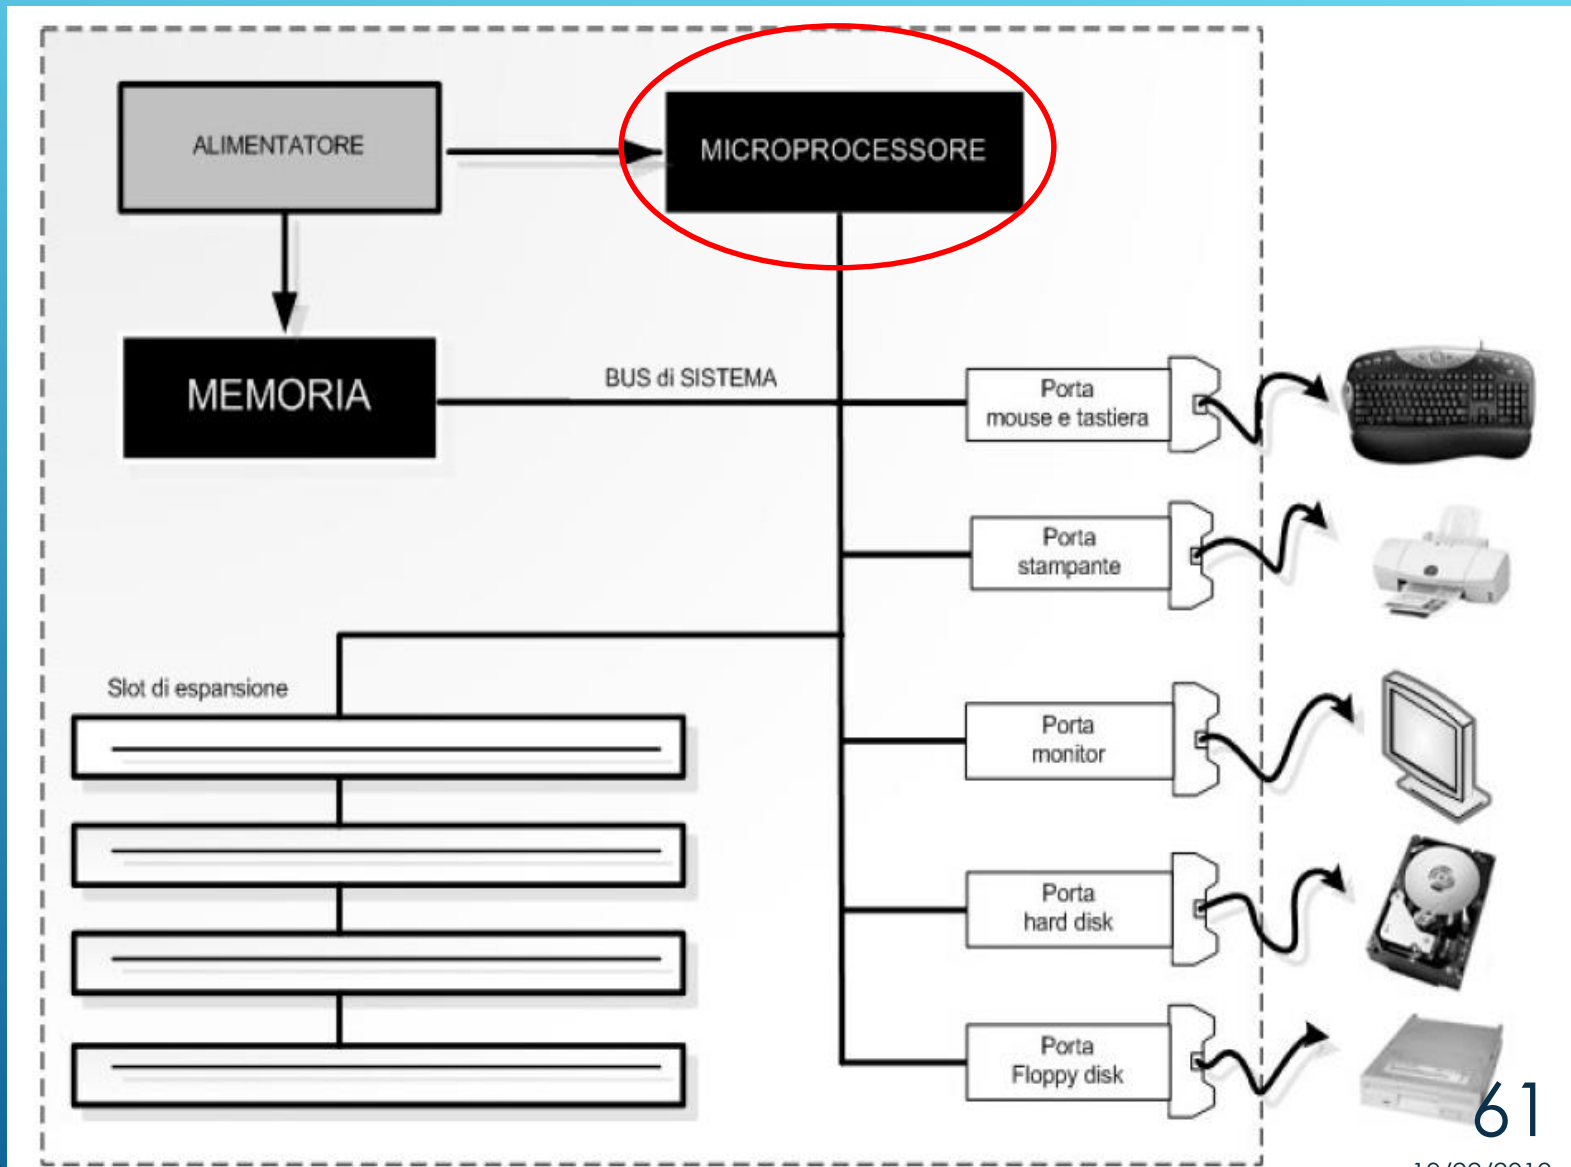 ALIMENTATORE
MICROPROCESSORE
MEMORIA
BUS di SISTEMA
Porta
mouse e tastiera
Porta
stampante
Slot di espansione
Porta
monitor
Porta
hard disk
Porta
Floppy disk
61